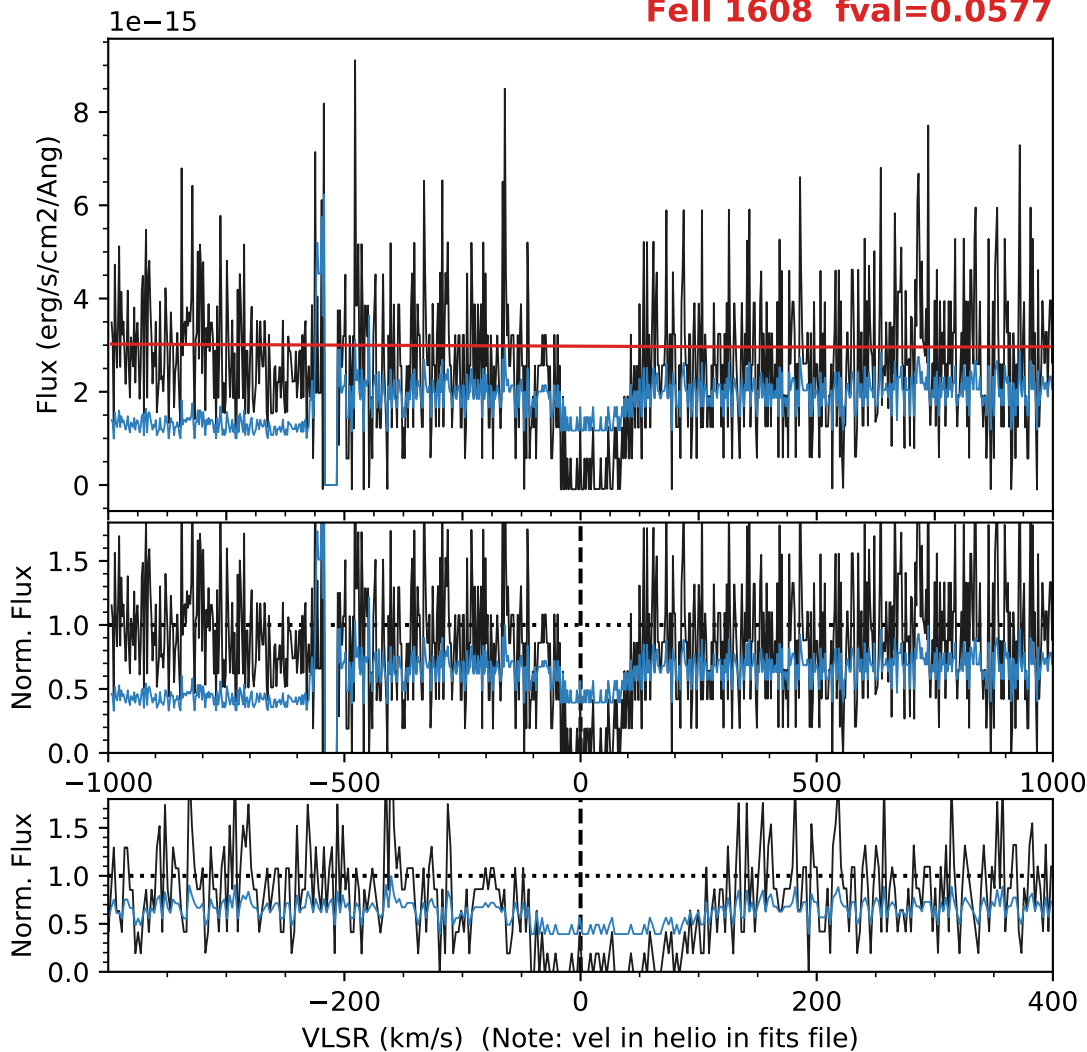 FeII 1608 fval=0.0577
1e−15
8
6
4
2
0
Flux (erg/s/cm2/Ang)
1.5
1.0
0.5
0.0
Norm. Flux
−1000 −500 0 500 1000
1.5
1.0
0.5
0.0
Norm. Flux
−200 0 200 400
VLSR (km/s) (Note: vel in helio in fits file)